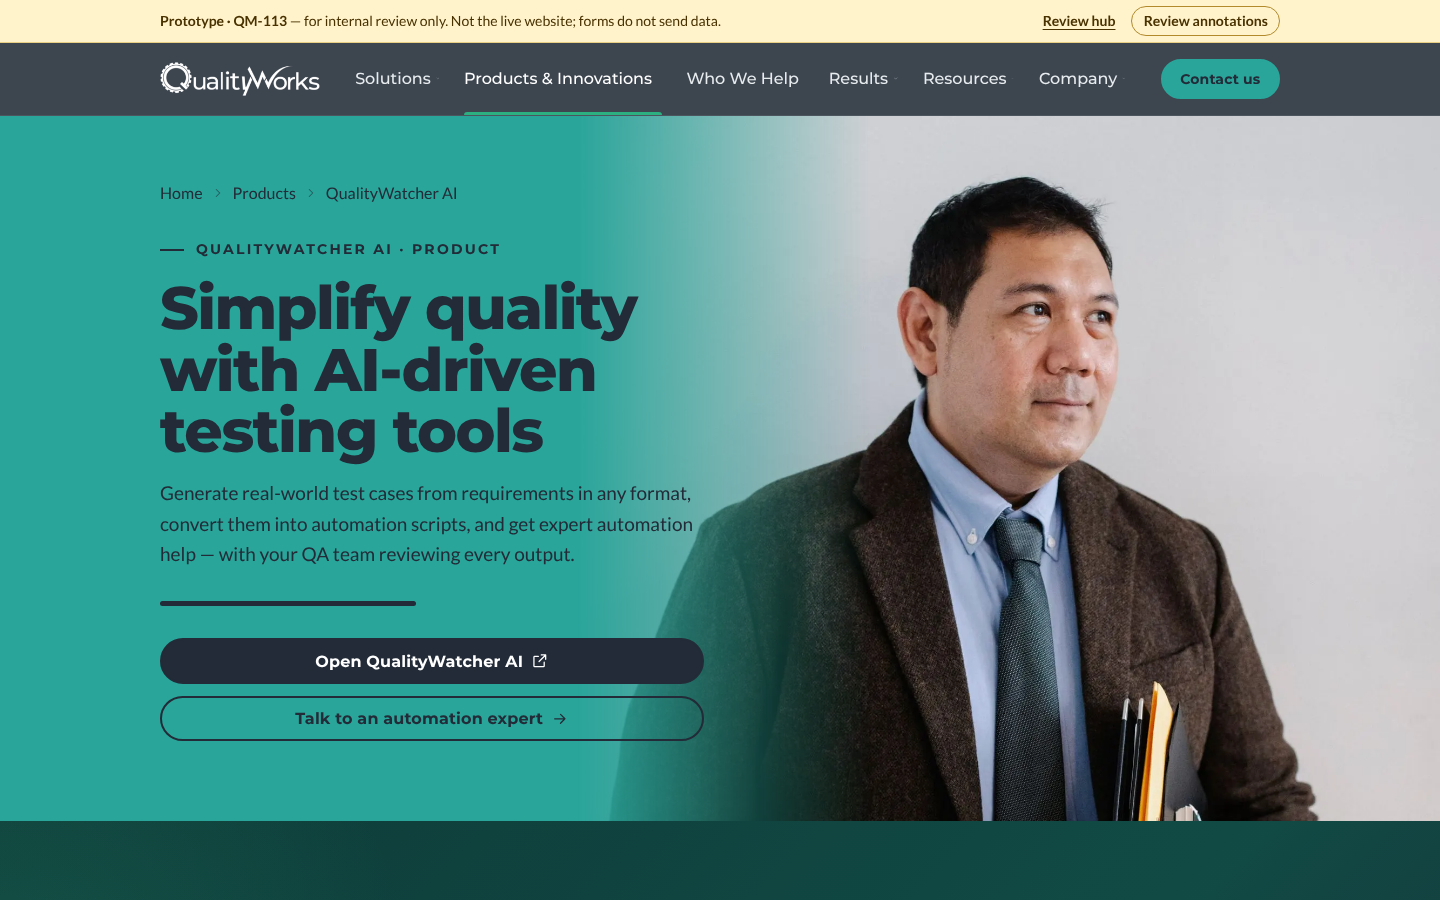 Prototype · QM-113 — for internal review only. Not the live website; forms do not send data.
Review hub
Review annotations
QualityWorks
Solutions
Products & Innovations
Who We Help
Results
Resources
Company
Contact us
Home
Products
QualityWatcher AI
QUALITYWATCHER AI · PRODUCT
Simplify quality
with AI-driven
testing tools
Generate real-world test cases from requirements in any format,
convert them into automation scripts, and get expert automation
help — with your QA team reviewing every output.
Open QualityWatcher AI
Talk to an automation expert →